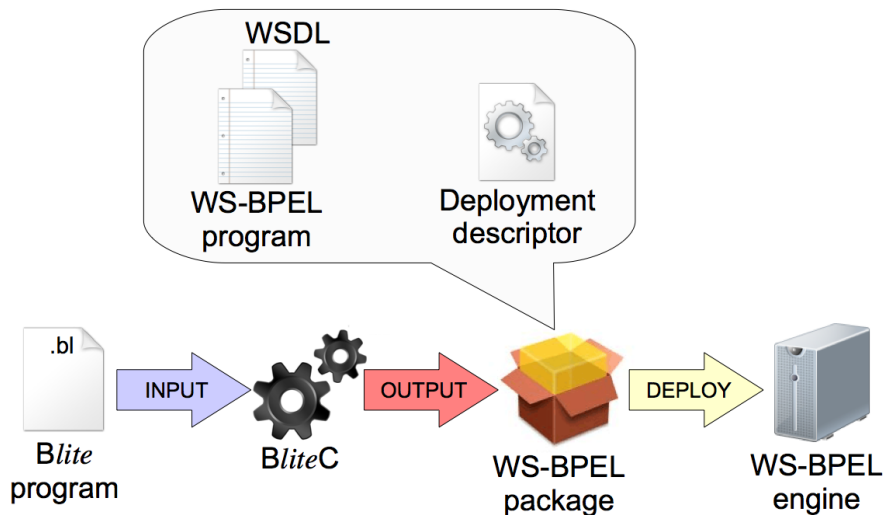 WSDL
WS-BPEL
program
Deployment
descriptor
.bl
INPUT
OUTPUT
DEPLOY
Blite
program
BliteC
WS-BPEL
package
WS-BPEL
engine